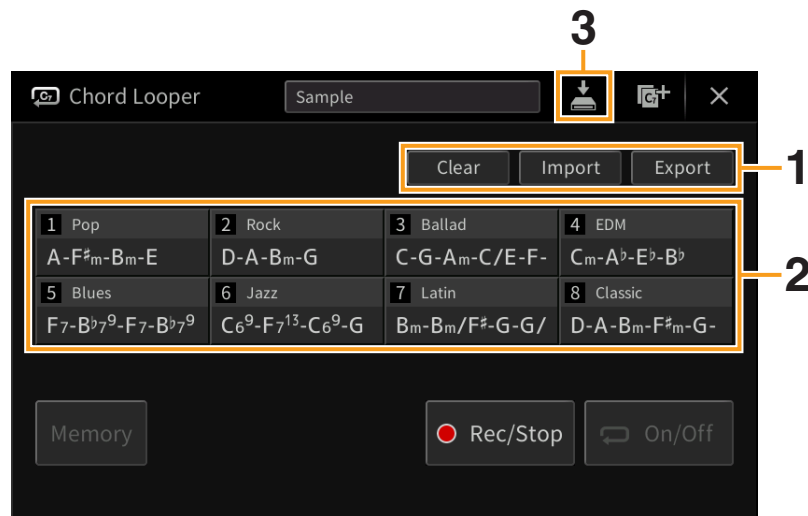 3
Chord Looper Sample
Clear Import Export
1
1 Pop 2 Rock 3 Ballad 4 EDM
A-F♯m-Bm-E D-A-Bm-G C-G-Am-C/E-F- Cm-A♭-E♭-B♭
2
5 Blues 6 Jazz 7 Latin 8 Classic
F7-B♭7⁹-F7-B♭7⁹ C6⁹-F7¹³-C6⁹-G Bm-Bm/F♯-G-G/ D-A-Bm-F♯m-G-
Memory Rec/Stop On/Off